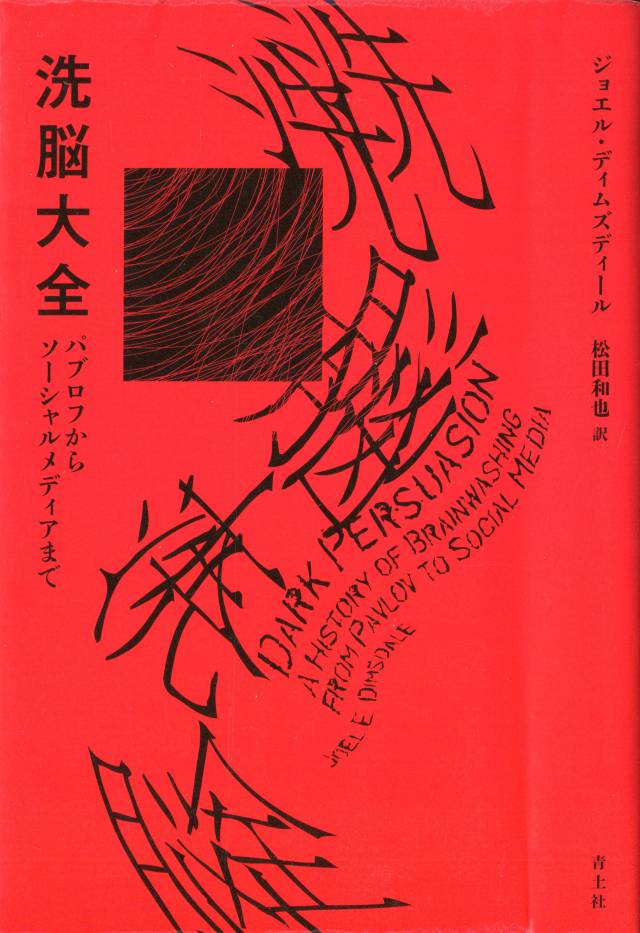 洗脳大全
パブロフから
ソーシャルメディアまで
洗
脳
DARK PERSUASION
A HISTORY OF BRAINWASHING
FROM PAVLOV TO SOCIAL MEDIA
JOEL E DIMSDALE
ジョエル・ディムズディール
松田和也 訳
青土社